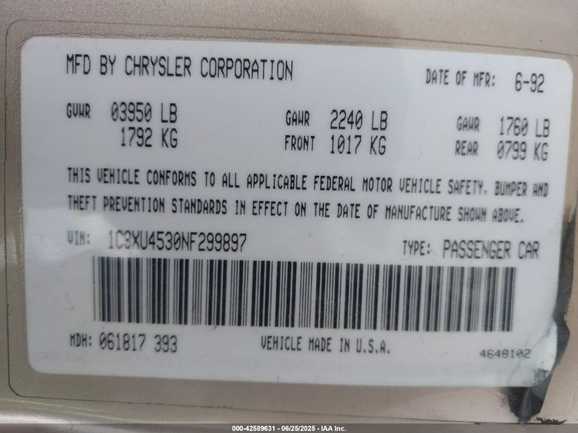 MFD BY CHRYSLER CORPORATION DATE OF MFR: 6-92
GVWR 03950 LB GAWR 2240 LB GAWR 1760 LB
1792 KG FRONT 1017 KG REAR 0799 KG
THIS VEHICLE CONFORMS TO ALL APPLICABLE FEDERAL MOTOR VEHICLE SAFETY. BUMPER AND
THEFT PREVENTION STANDARDS IN EFFECT ON THE DATE OF MANUFACTURE SHOWN ABOVE.
VIN: 1C3XU4530NF299897 TYPE: PASSENGER CAR
MDH: 061817 393 VEHICLE MADE IN U.S.A. 4648102
000-42589631 - 06/25/2025 - IAA Inc.